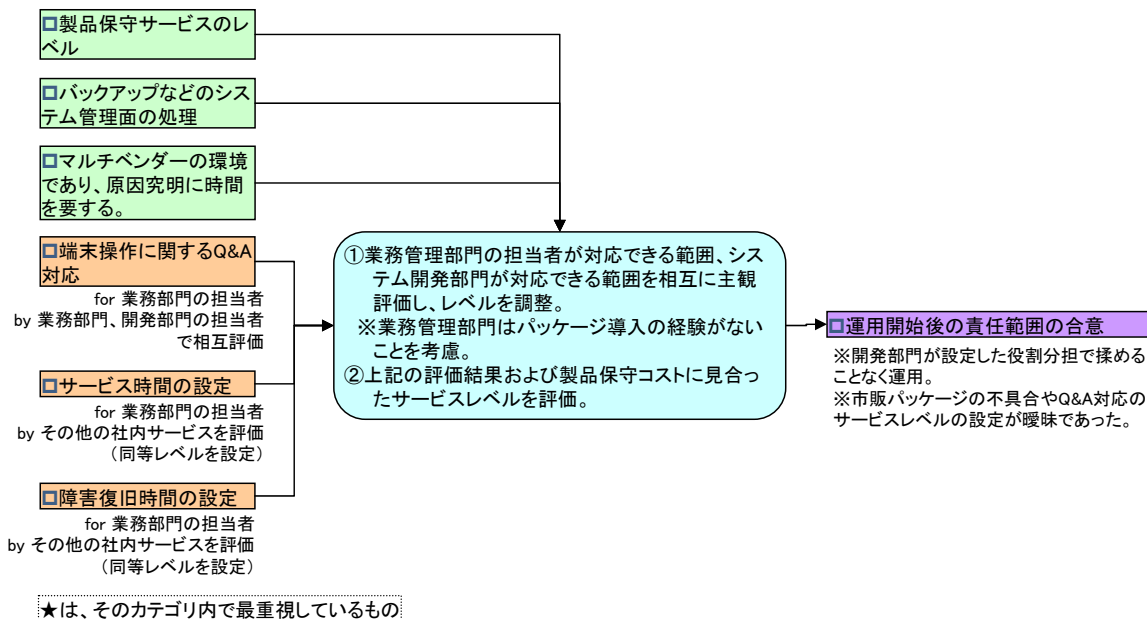 □製品保守サービスのレ
ベル
□バックアップなどのシス
テム管理面の処理
□マルチベンダーの環境
であり、原因究明に時間
を要する。
□端末操作に関するQ&A
対応
for 業務部門の担当者
by 業務部門、開発部門の担当者
で相互評価
□サービス時間の設定
for 業務部門の担当者
by その他の社内サービスを評価
（同等レベルを設定）
□障害復旧時間の設定
for 業務部門の担当者
by その他の社内サービスを評価
（同等レベルを設定）
①業務管理部門の担当者が対応できる範囲、シス
テム開発部門が対応できる範囲を相互に主観
評価し、レベルを調整。
※業務管理部門はパッケージ導入の経験がない
ことを考慮。
②上記の評価結果および製品保守コストに見合っ
たサービスレベルを評価。
□運用開始後の責任範囲の合意
※開発部門が設定した役割分担で揉める
ことなく運用。
※市販パッケージの不具合やQ&A対応の
サービスレベルの設定が曖昧であった。
★は、そのカテゴリ内で最重視しているもの